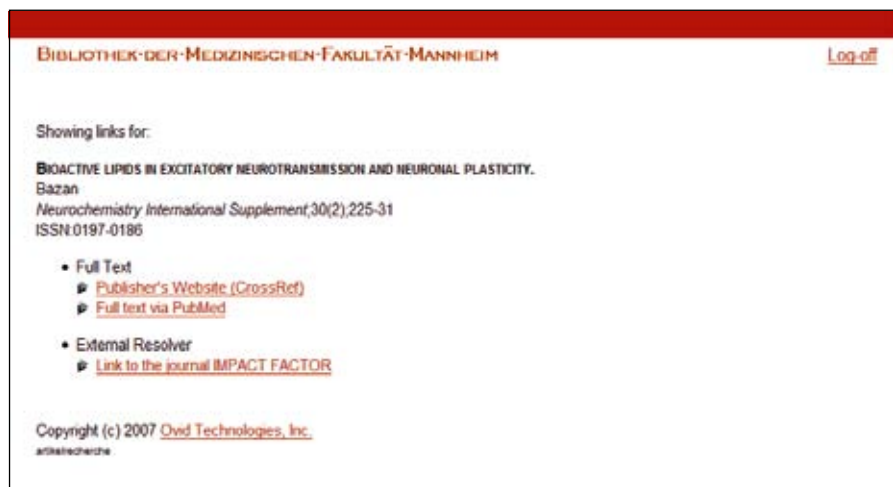 BIBLIOTHEK·DER·MEDIZINISCHEN·FAKULTÄT·MANNHEIM Log-off
Showing links for:
BIOACTIVE LIPIDS IN EXCITATORY NEUROTRANSMISSION AND NEURONAL PLASTICITY.
Bazan
Neurochemistry International Supplement;30(2);225-31
ISSN:0197-0186
• Full Text
Publisher's Website (CrossRef)
Full text via PubMed
• External Resolver
Link to the journal IMPACT FACTOR
Copyright (c) 2007 Ovid Technologies, Inc.
artikelrecherche